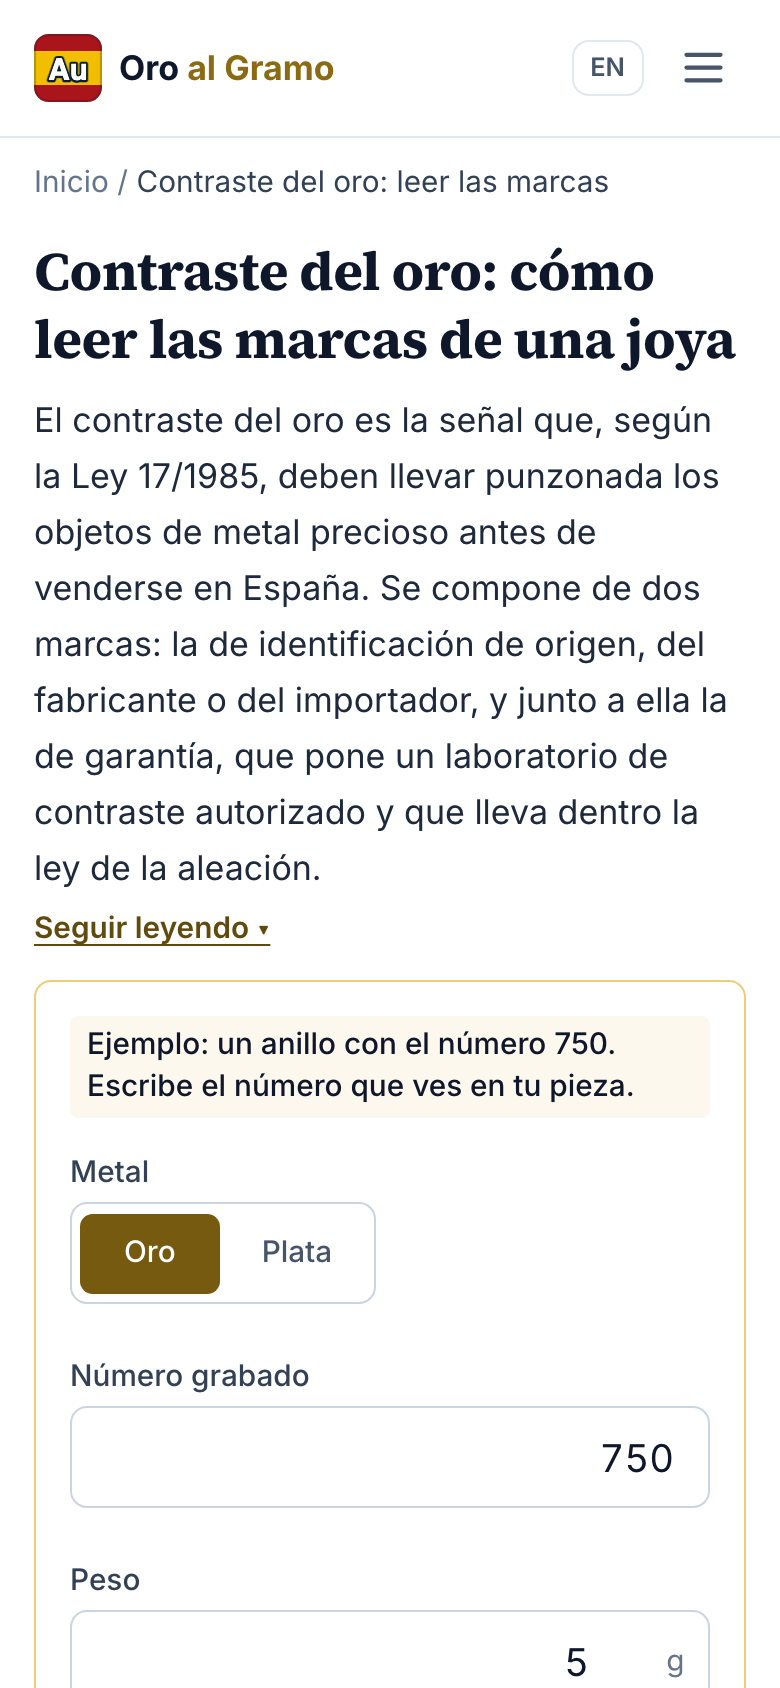 Au
Oro al Gramo
EN
Inicio / Contraste del oro: leer las marcas
Contraste del oro: cómo
leer las marcas de una joya
El contraste del oro es la señal que, según
la Ley 17/1985, deben llevar punzonada los
objetos de metal precioso antes de
venderse en España. Se compone de dos
marcas: la de identificación de origen, del
fabricante o del importador, y junto a ella la
de garantía, que pone un laboratorio de
contraste autorizado y que lleva dentro la
ley de la aleación.
Seguir leyendo ▾
Ejemplo: un anillo con el número 750.
Escribe el número que ves en tu pieza.
Metal
Oro Plata
Número grabado
750
Peso
5 g